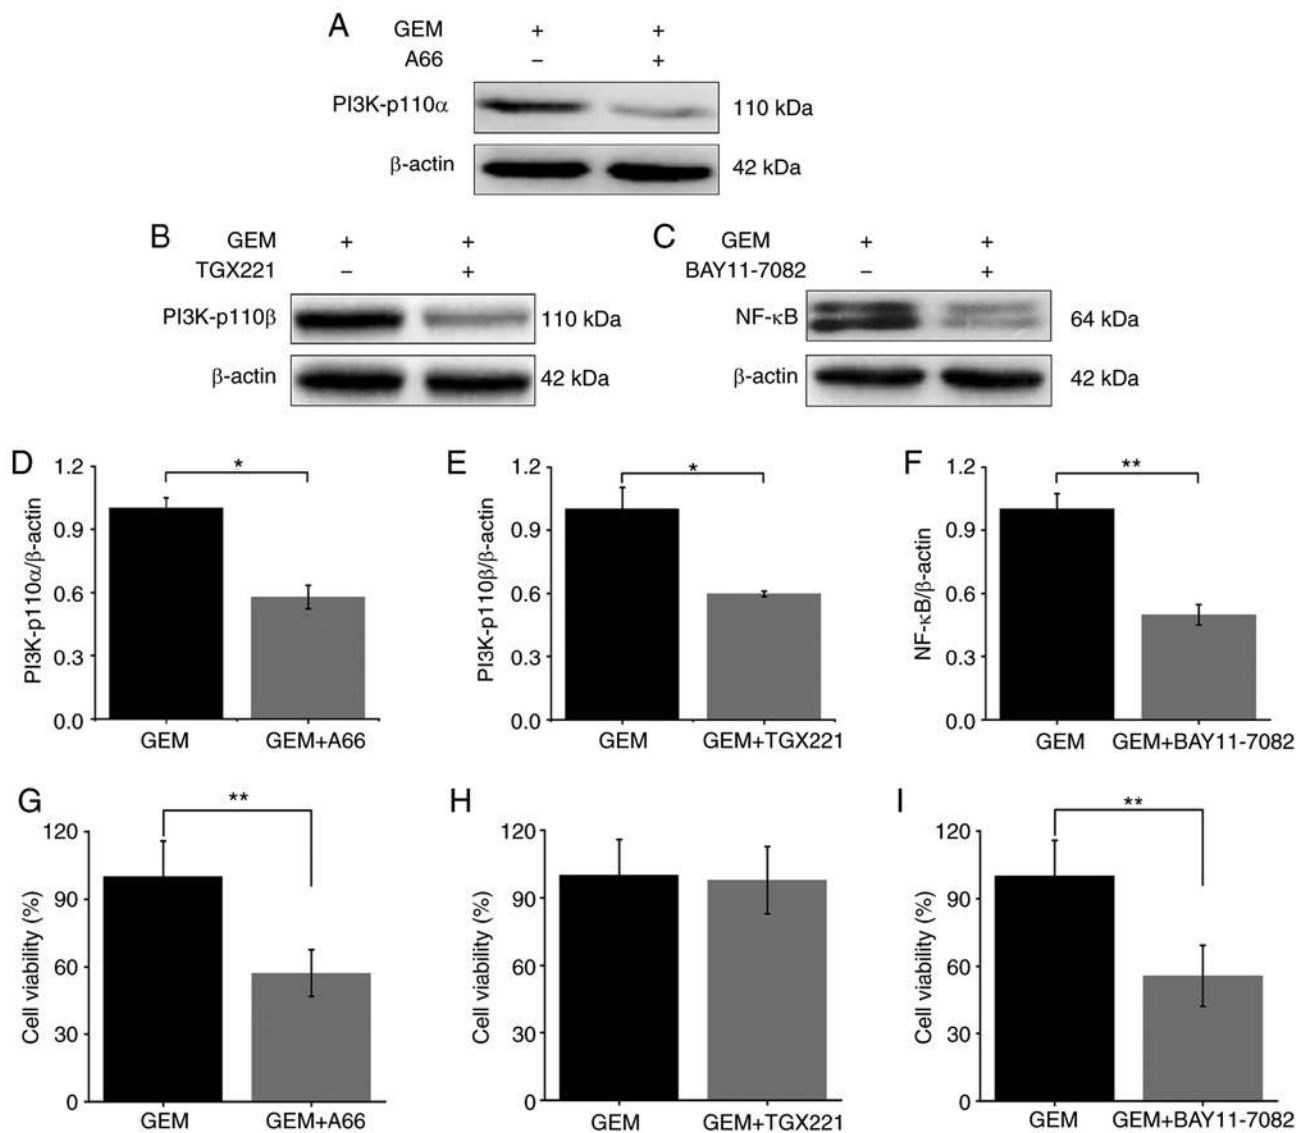 A GEM + +
A66 − +
PI3K-p110α 110 kDa
β-actin 42 kDa
B GEM + +
TGX221 − +
PI3K-p110β 110 kDa
β-actin 42 kDa
C GEM + +
BAY11-7082 − +
NF-κB 64 kDa
β-actin 42 kDa
D
PI3K-p110α/β-actin
1.2
0.9
0.6
0.3
0.0
*
GEM GEM+A66
E
PI3K-p110β/β-actin
1.2
0.9
0.6
0.3
0.0
*
GEM GEM+TGX221
F
NF-κB/β-actin
1.2
0.9
0.6
0.3
0.0
**
GEM GEM+BAY11-7082
G
Cell viability (%)
120
90
60
30
0
**
GEM GEM+A66
H
Cell viability (%)
120
90
60
30
0
GEM GEM+TGX221
I
Cell viability (%)
120
90
60
30
0
**
GEM GEM+BAY11-7082